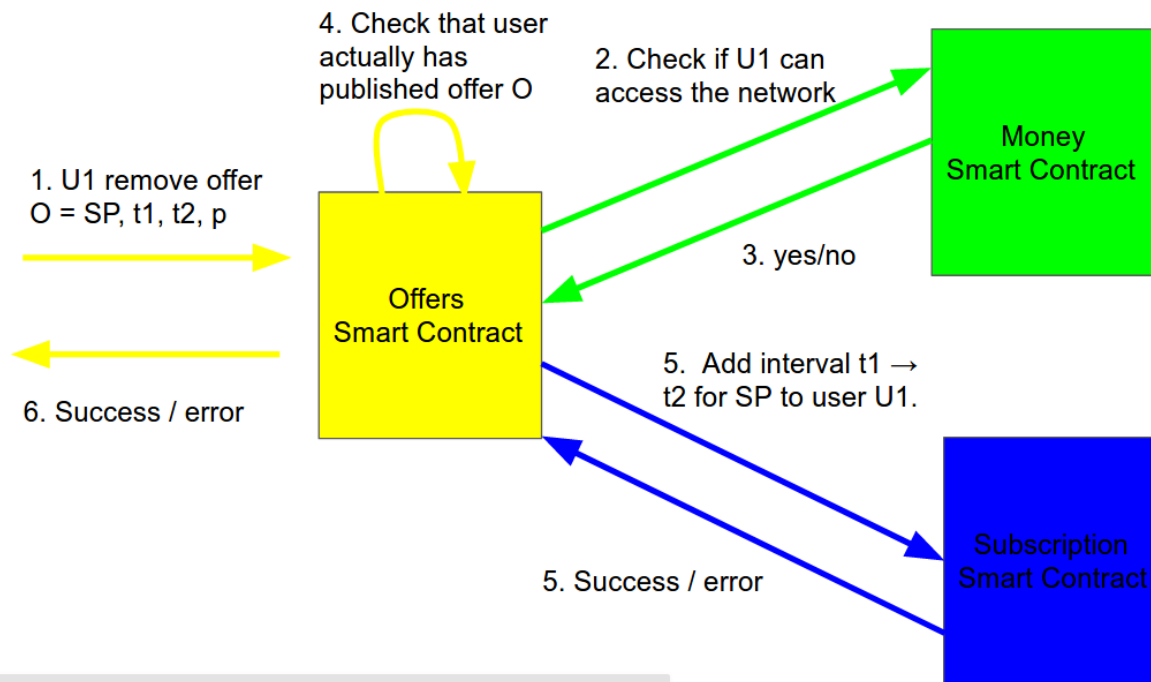 4. Check that user
actually has
published offer O
2. Check if U1 can
access the network
Money
Smart Contract
1. U1 remove offer
O = SP, t1, t2, p
3. yes/no
Offers
Smart Contract
5.  Add interval t1 →
t2 for SP to user U1.
6. Success / error
Subscription
Smart Contract
5. Success / error